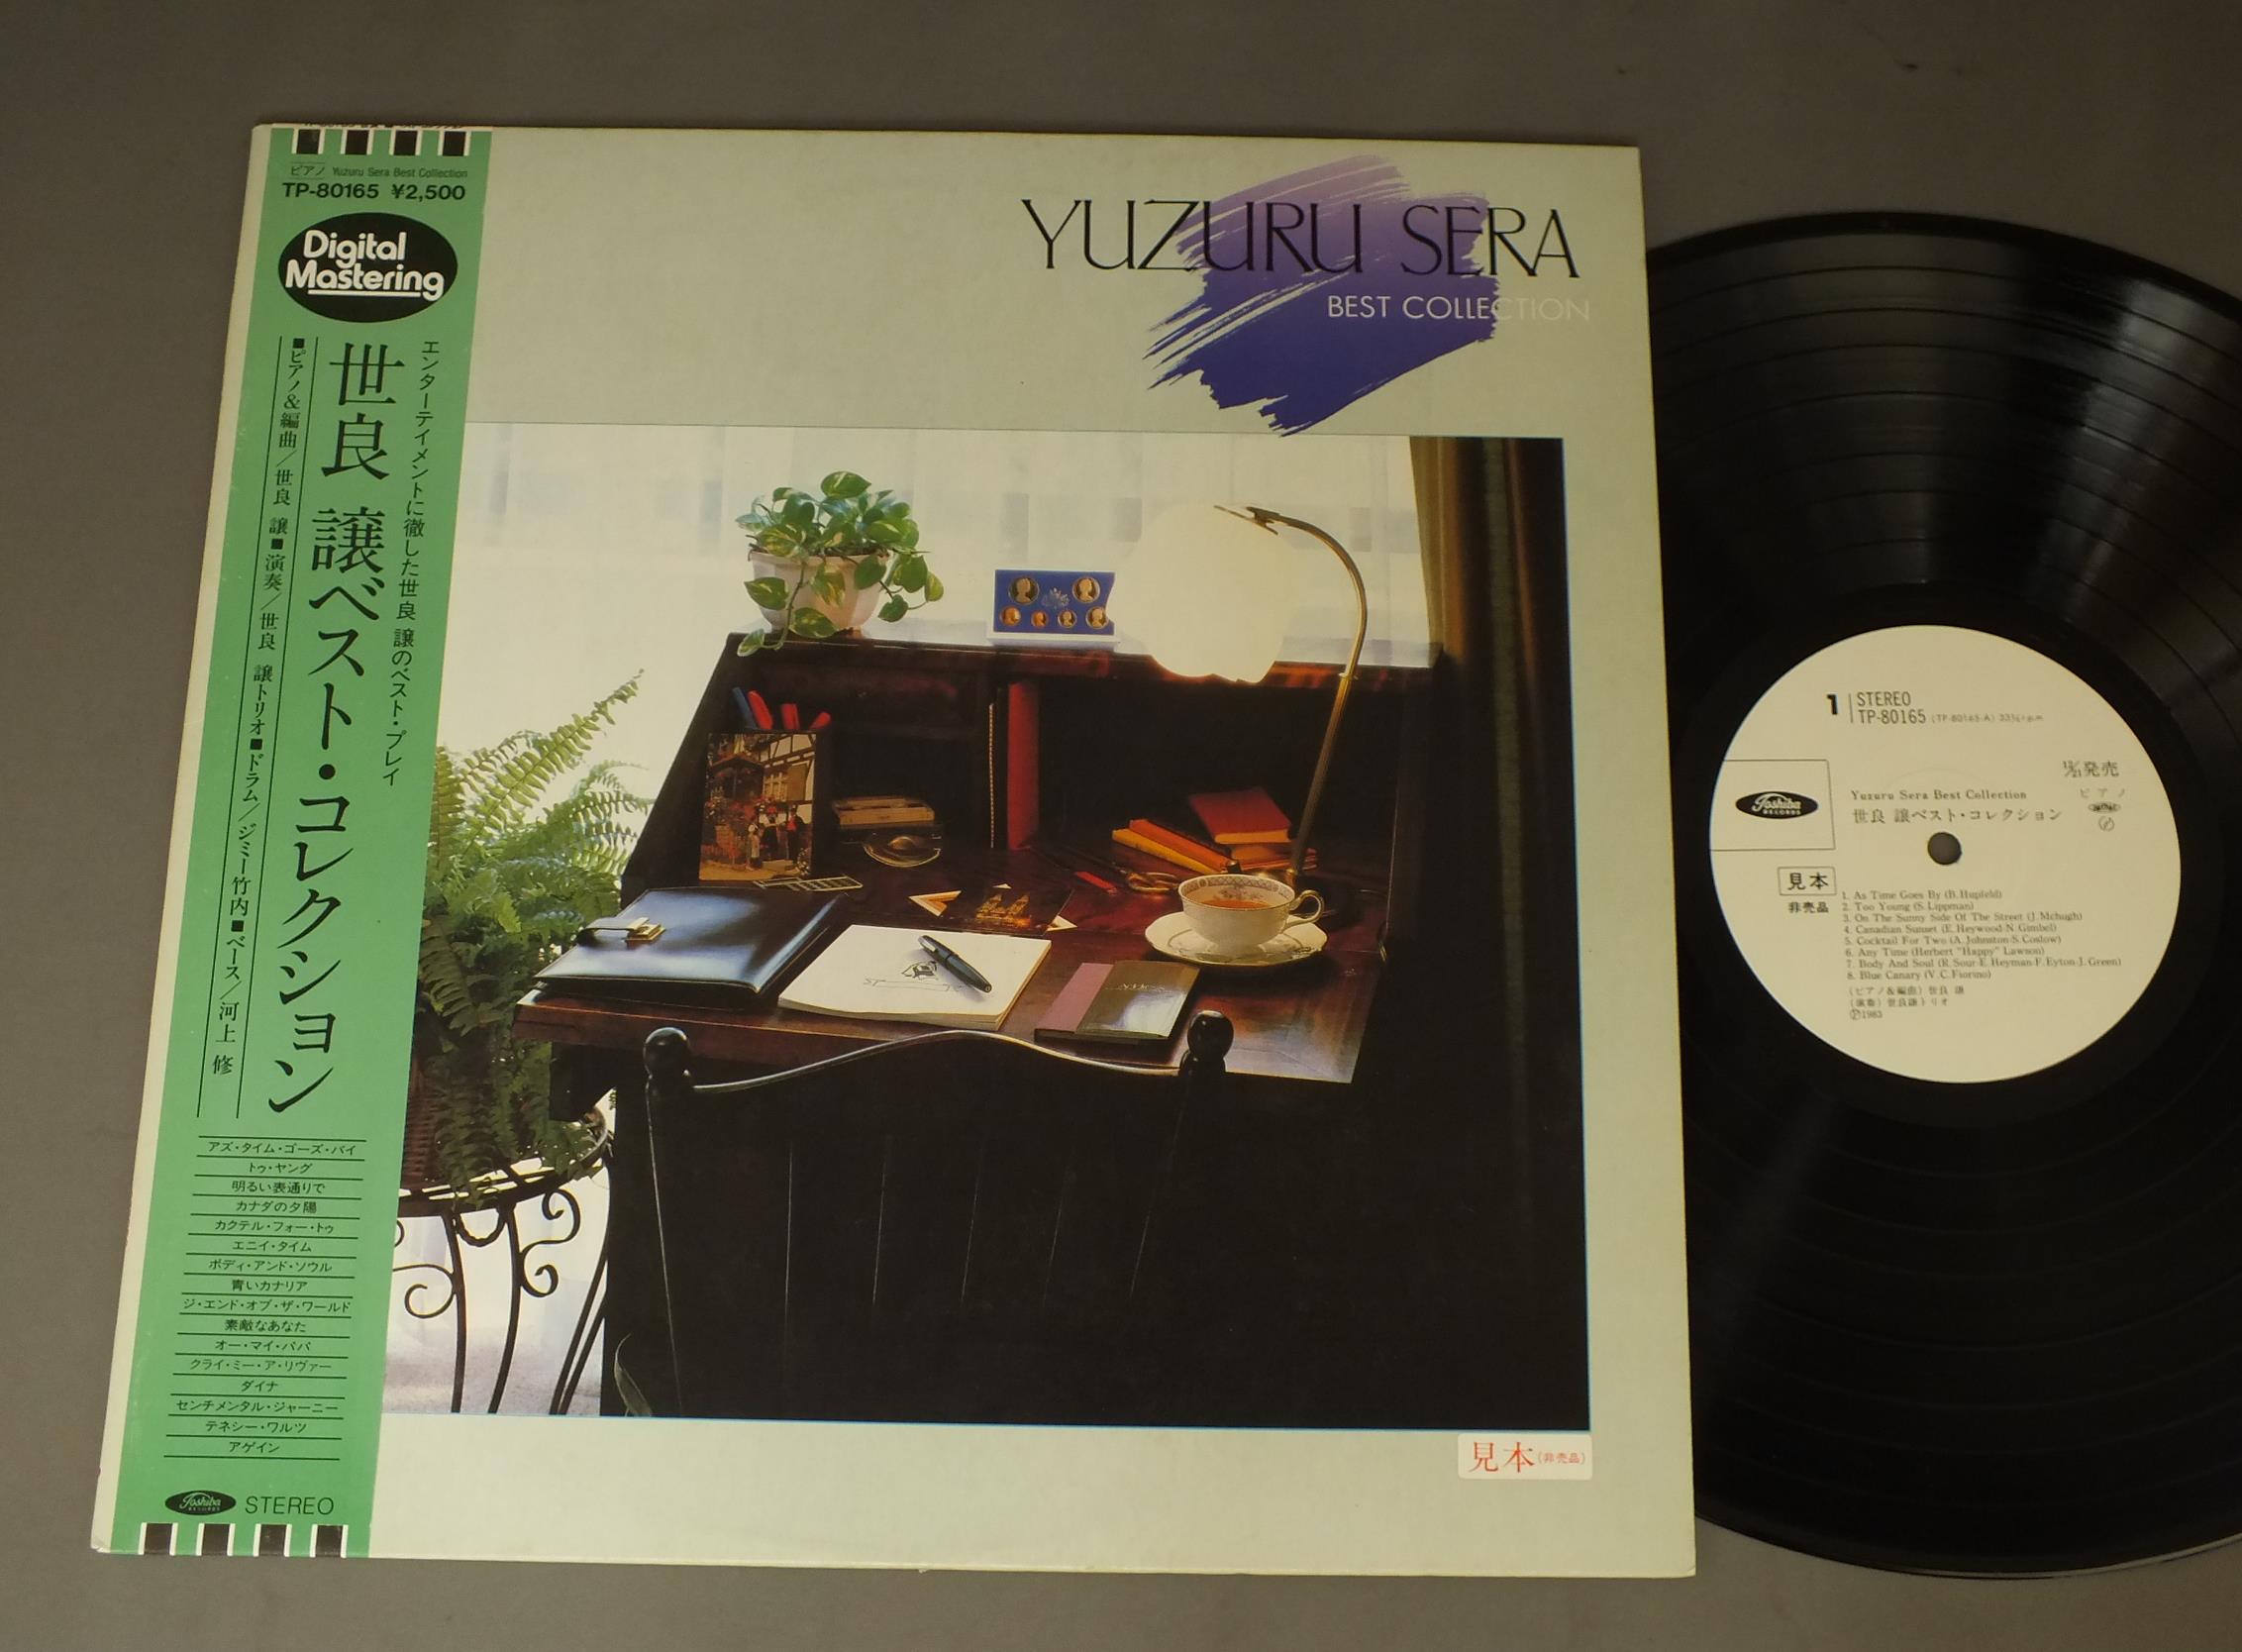 ピアノ Yuzuru Sera Best Collection
TP-80165 ¥2,500
Digital
Mastering
エンターテイメントに徹した世良 譲のベスト・プレイ
世良 譲ベスト・コレクション
■ピアノ&編曲/世良 譲■演奏/世良 譲トリオ■ドラム/ジミー竹内■ベース/河上 修
アズ・タイム・ゴーズ・バイ
トゥ・ヤング
明るい表通りで
カナダの夕陽
カクテル・フォー・トゥ
エニイ・タイム
ボディ・アンド・ソウル
青いカナリア
ジ・エンド・オブ・ザ・ワールド
素敵なあなた
オー・マイ・パパ
クライ・ミー・ア・リヴァー
ダイナ
センチメンタル・ジャーニー
テネシー・ワルツ
アゲイン
Toshiba
RECORDS
STEREO
YUZURU SERA
BEST COLLECTION
見本(非売品)
1
STEREO
TP-80165 (TP-80165-A) 33⅓r.p.m
発売
ピアノ
Toshiba
RECORDS
Yuzuru Sera Best Collection
世良 譲ベスト・コレクション
見本
非売品
1. As Time Goes By (B. Hupfeld)
2. Too Young (S. Lippman)
3. On The Sunny Side Of The Street (J. Mchugh)
4. Canadian Sunset (E. Heywood-N. Gimbel)
5. Cocktail For Two (A. Johnston-S. Coslow)
6. Any Time (Herbert "Happy" Lawson)
7. Body And Soul (R. Sour-E. Heyman-F. Eyton-J. Green)
8. Blue Canary (V. C. Fiorino)
(ピアノ&編曲) 世良 譲
(演奏) 世良譲トリオ
Ⓟ1983